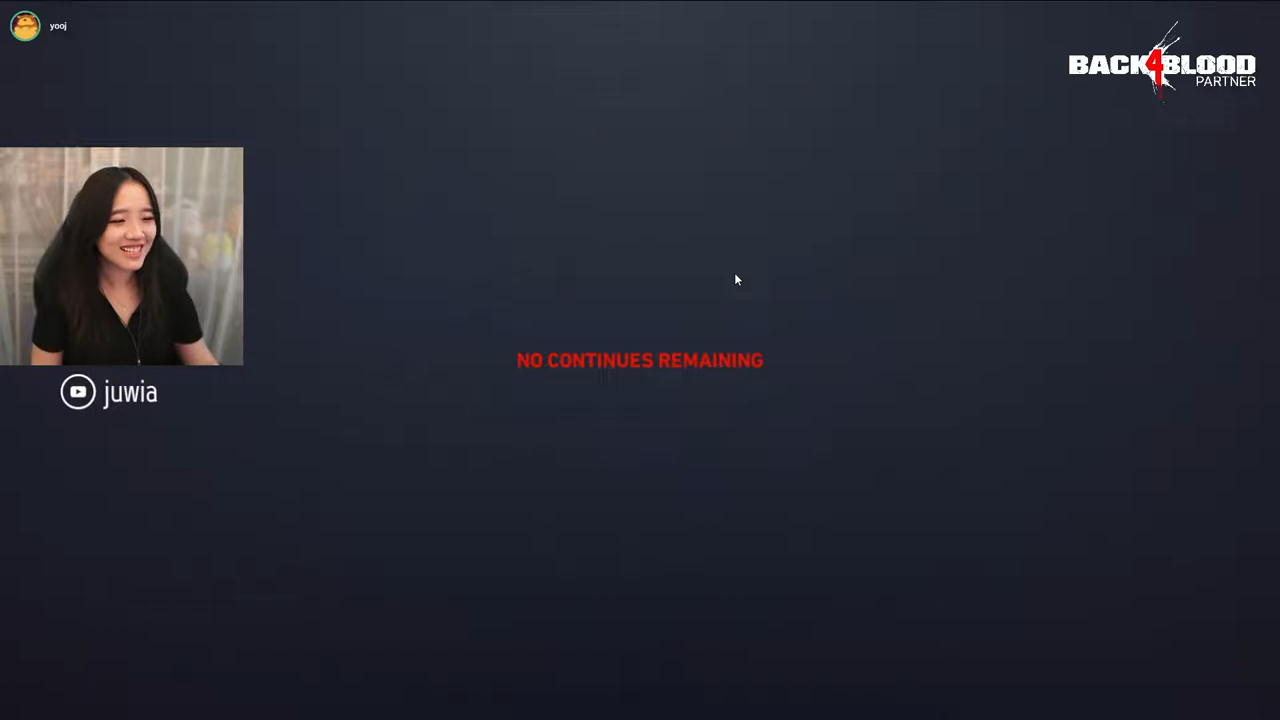 yooj
BACK4BLOOD
PARTNER
NO CONTINUES REMAINING
juwia